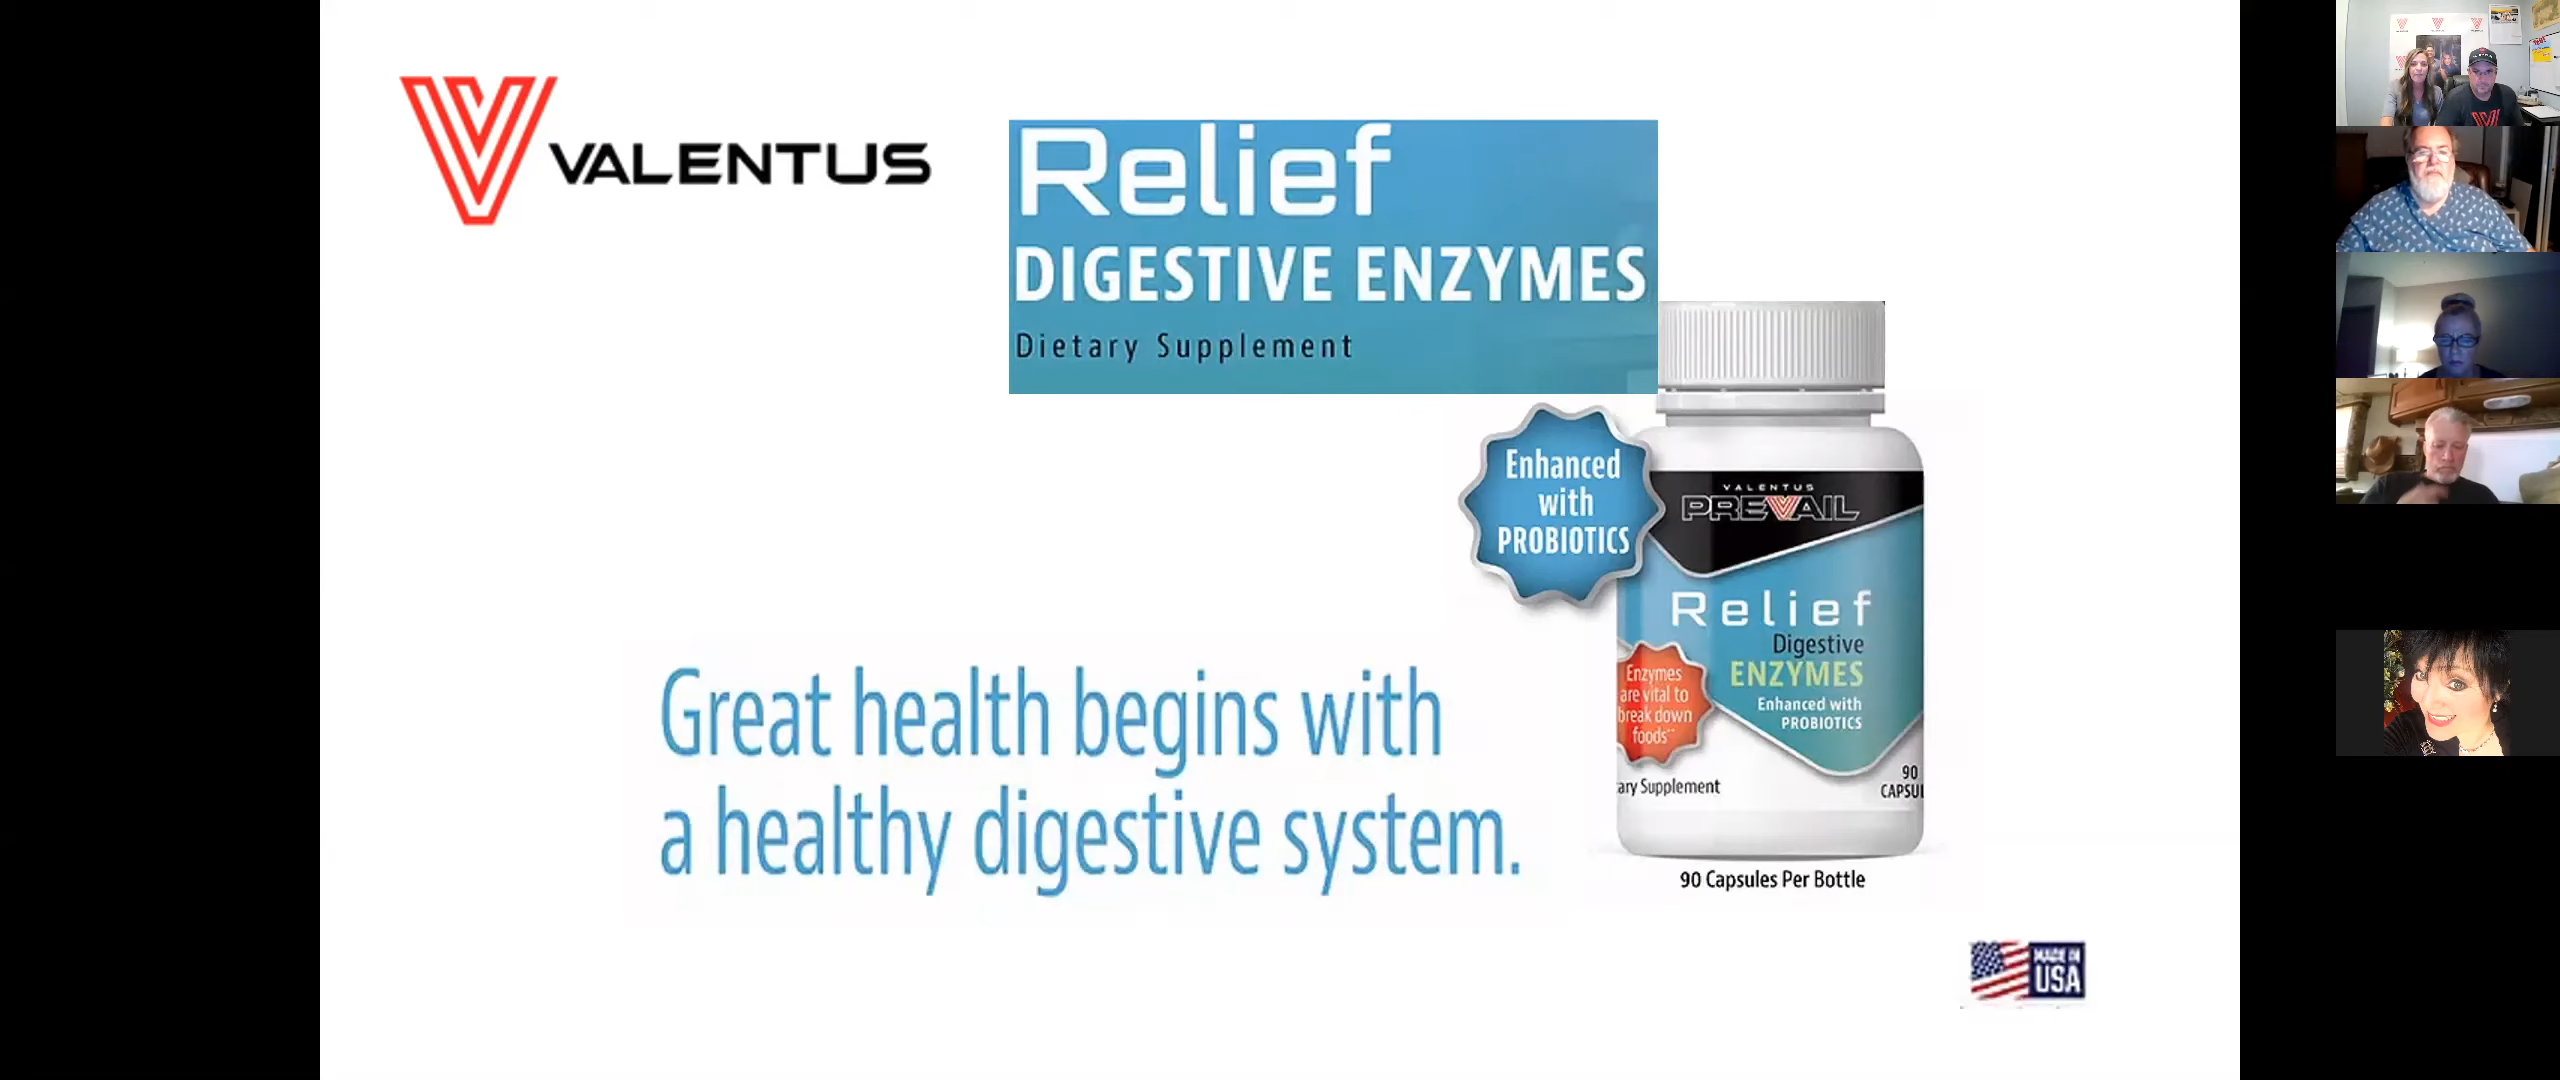 VALENTUS
Relief
DIGESTIVE ENZYMES
Dietary Supplement
Enhanced
with
PROBIOTICS
VALENTUS
PREVAIL
Relief
Digestive
ENZYMES
Enhanced with
PROBIOTICS
Enzymes
are vital to
break down
foods**
ary Supplement
90
CAPSUL
90 Capsules Per Bottle
Great health begins with
a healthy digestive system.
MADE IN
USA